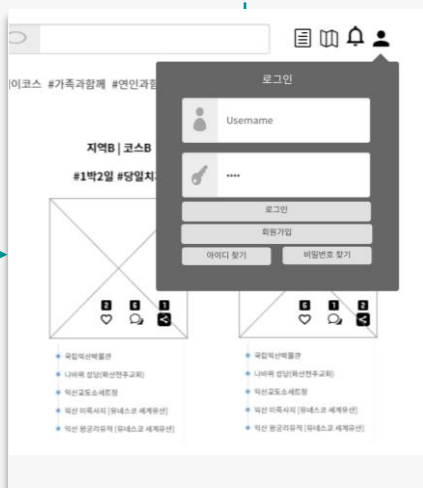 이코스 #가족과함께 #연인과함
로그인
Username
••••
로그인
회원가입
아이디 찾기
비밀번호 찾기
지역B | 코스B
#1박2일 #당일치
2 6 1
6 1 2
국립익산박물관
나바위 성당(화산천주교회)
익산교도소세트장
익산 미륵사지 [유네스코 세계유산]
익산 왕궁리유적 [유네스코 세계유산]
국립익산박물관
나바위 성당(화산천주교회)
익산교도소세트장
익산 미륵사지 [유네스코 세계유산]
익산 왕궁리유적 [유네스코 세계유산]